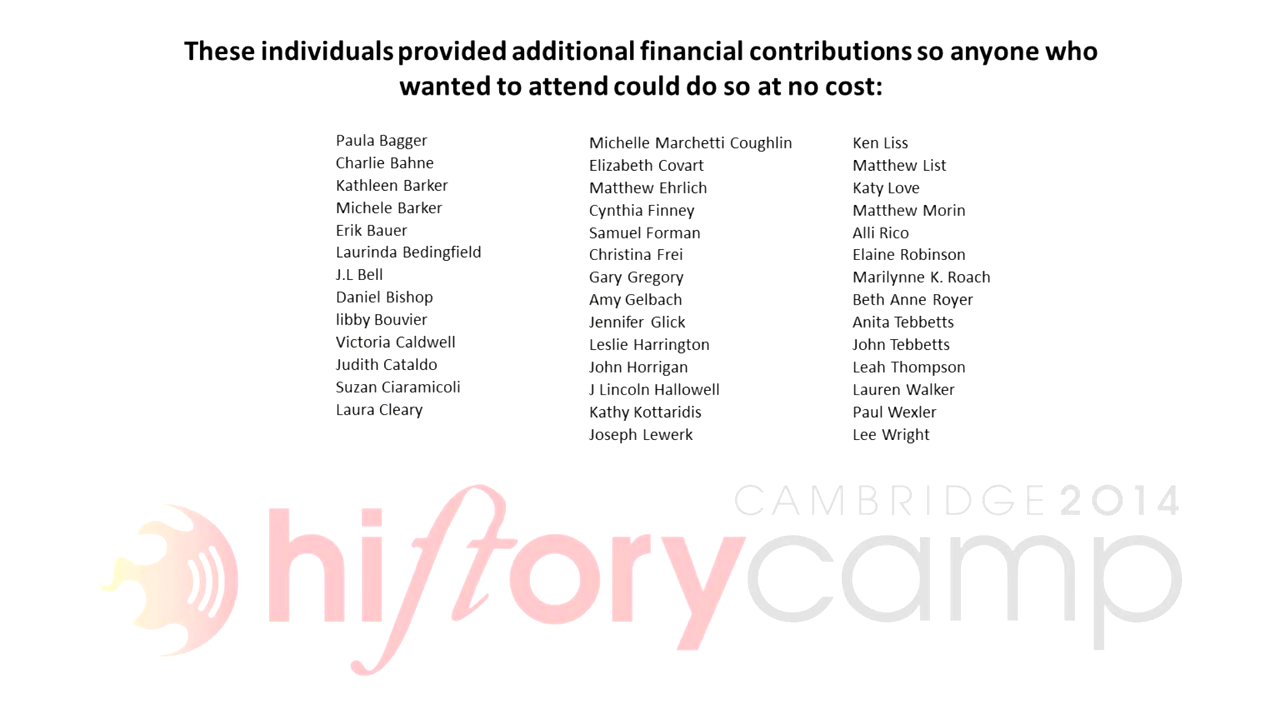 These individuals provided additional financial contributions so anyone who
wanted to attend could do so at no cost:
Paula Bagger
Charlie Bahne
Kathleen Barker
Michele Barker
Erik Bauer
Laurinda Bedingfield
J.L Bell
Daniel Bishop
libby Bouvier
Victoria Caldwell
Judith Cataldo
Suzan Ciaramicoli
Laura Cleary
Michelle Marchetti Coughlin
Elizabeth Covart
Matthew Ehrlich
Cynthia Finney
Samuel Forman
Christina Frei
Gary Gregory
Amy Gelbach
Jennifer Glick
Leslie Harrington
John Horrigan
J Lincoln Hallowell
Kathy Kottaridis
Joseph Lewerk
Ken Liss
Matthew List
Katy Love
Matthew Morin
Alli Rico
Elaine Robinson
Marilynne K. Roach
Beth Anne Royer
Anita Tebbetts
John Tebbetts
Leah Thompson
Lauren Walker
Paul Wexler
Lee Wright
CAMBRIDGE 2014
hiſtorycamp